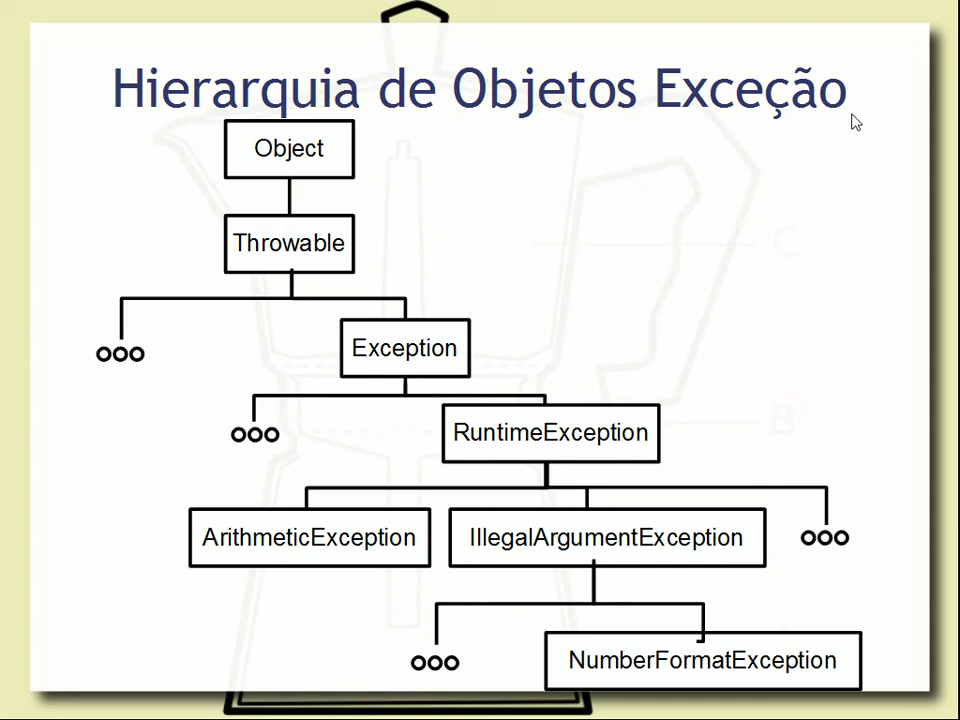 Hierarquia de Objetos Exceção
Object
Throwable
Exception
RuntimeException
ArithmeticException
IllegalArgumentException
NumberFormatException
C
B